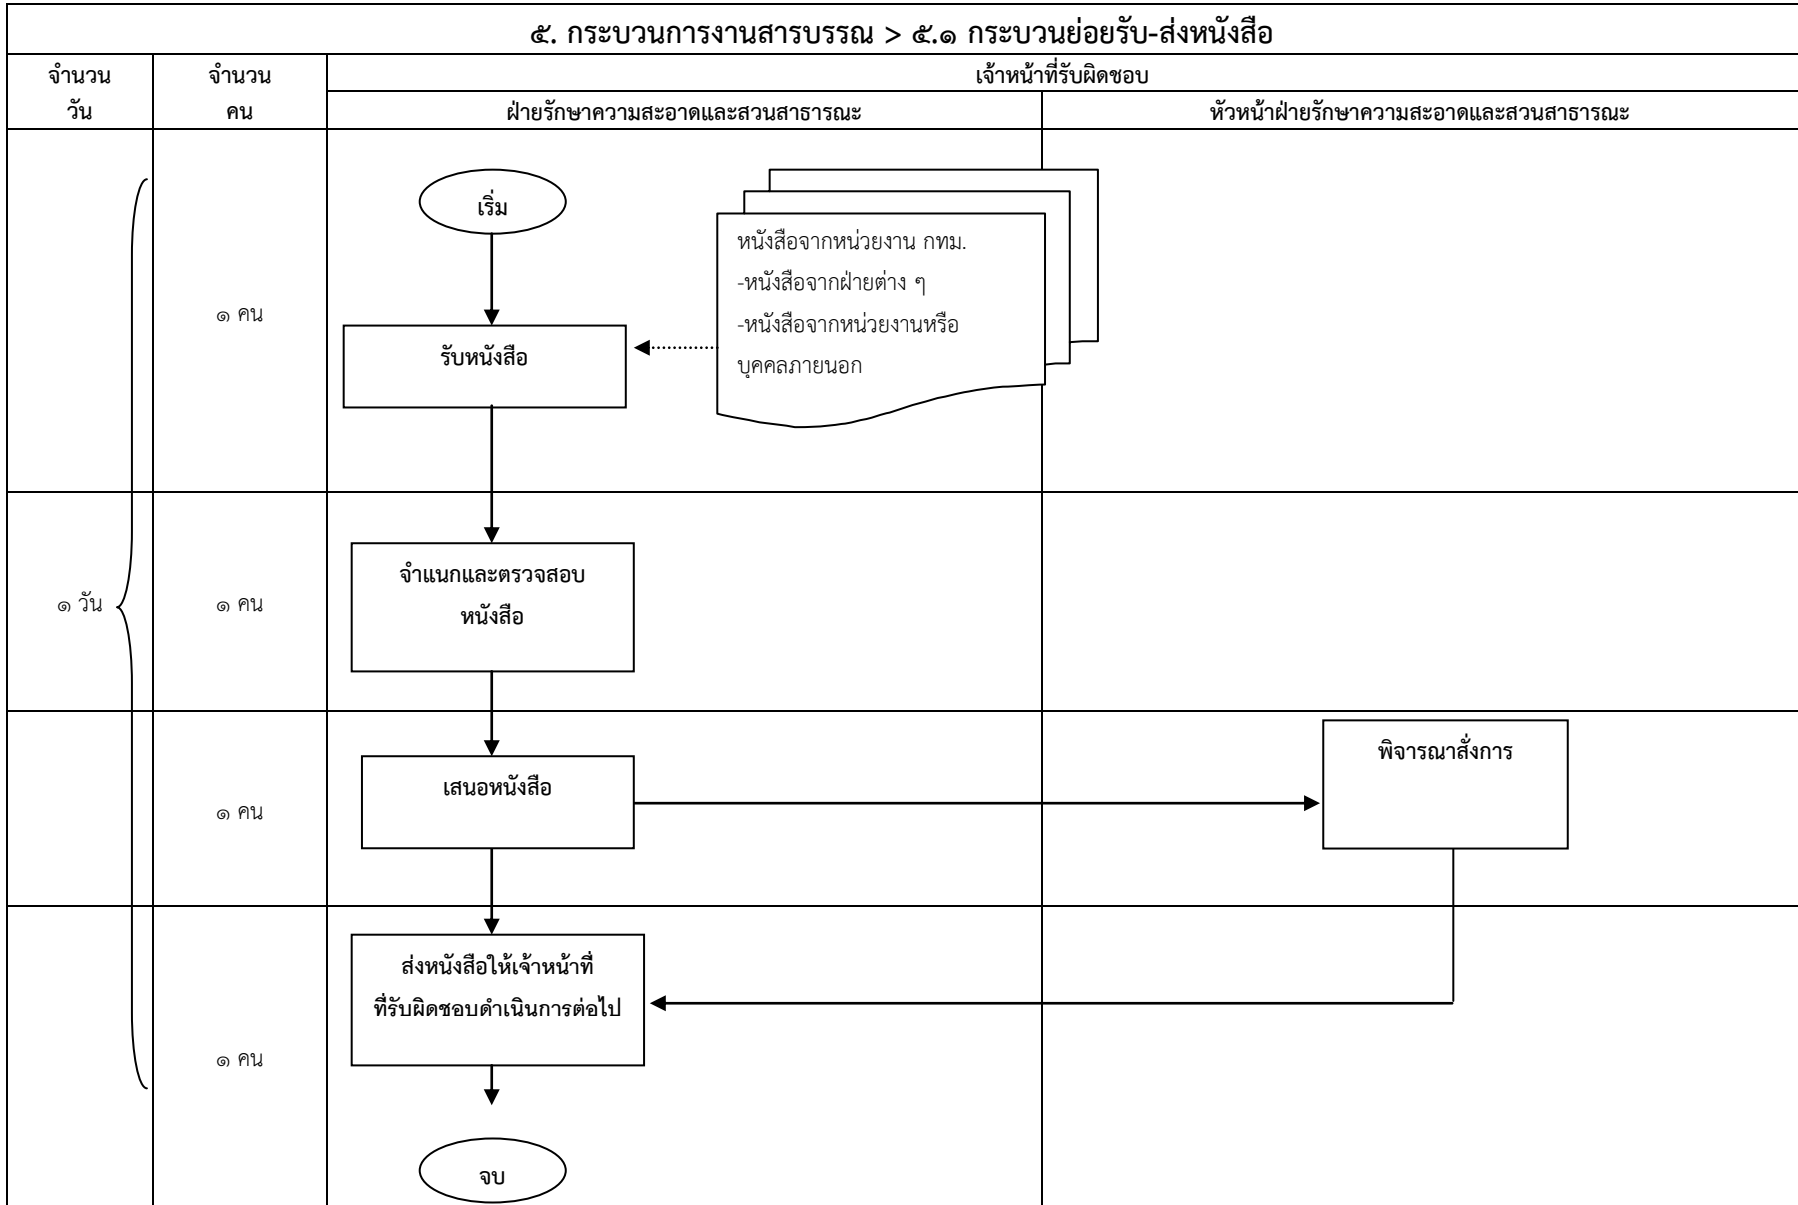 ๕. กระบวนการงานสารบรรณ > ๕.๑ กระบวนย่อยรับ-ส่งหนังสือ
จำนวน
วัน
จำนวน
คน
เจ้าหน้าที่รับผิดชอบ
ฝ่ายรักษาความสะอาดและสวนสาธารณะ
หัวหน้าฝ่ายรักษาความสะอาดและสวนสาธารณะ
เริ่ม
หนังสือจากหน่วยงาน กทม.
-หนังสือจากฝ่ายต่าง ๆ
-หนังสือจากหน่วยงานหรือ
บุคคลภายนอก
๑ คน
รับหนังสือ
๑ วัน
๑ คน
จำแนกและตรวจสอบ
หนังสือ
๑ คน
เสนอหนังสือ
พิจารณาสั่งการ
๑ คน
ส่งหนังสือให้เจ้าหน้าที่
ที่รับผิดชอบดำเนินการต่อไป
จบ